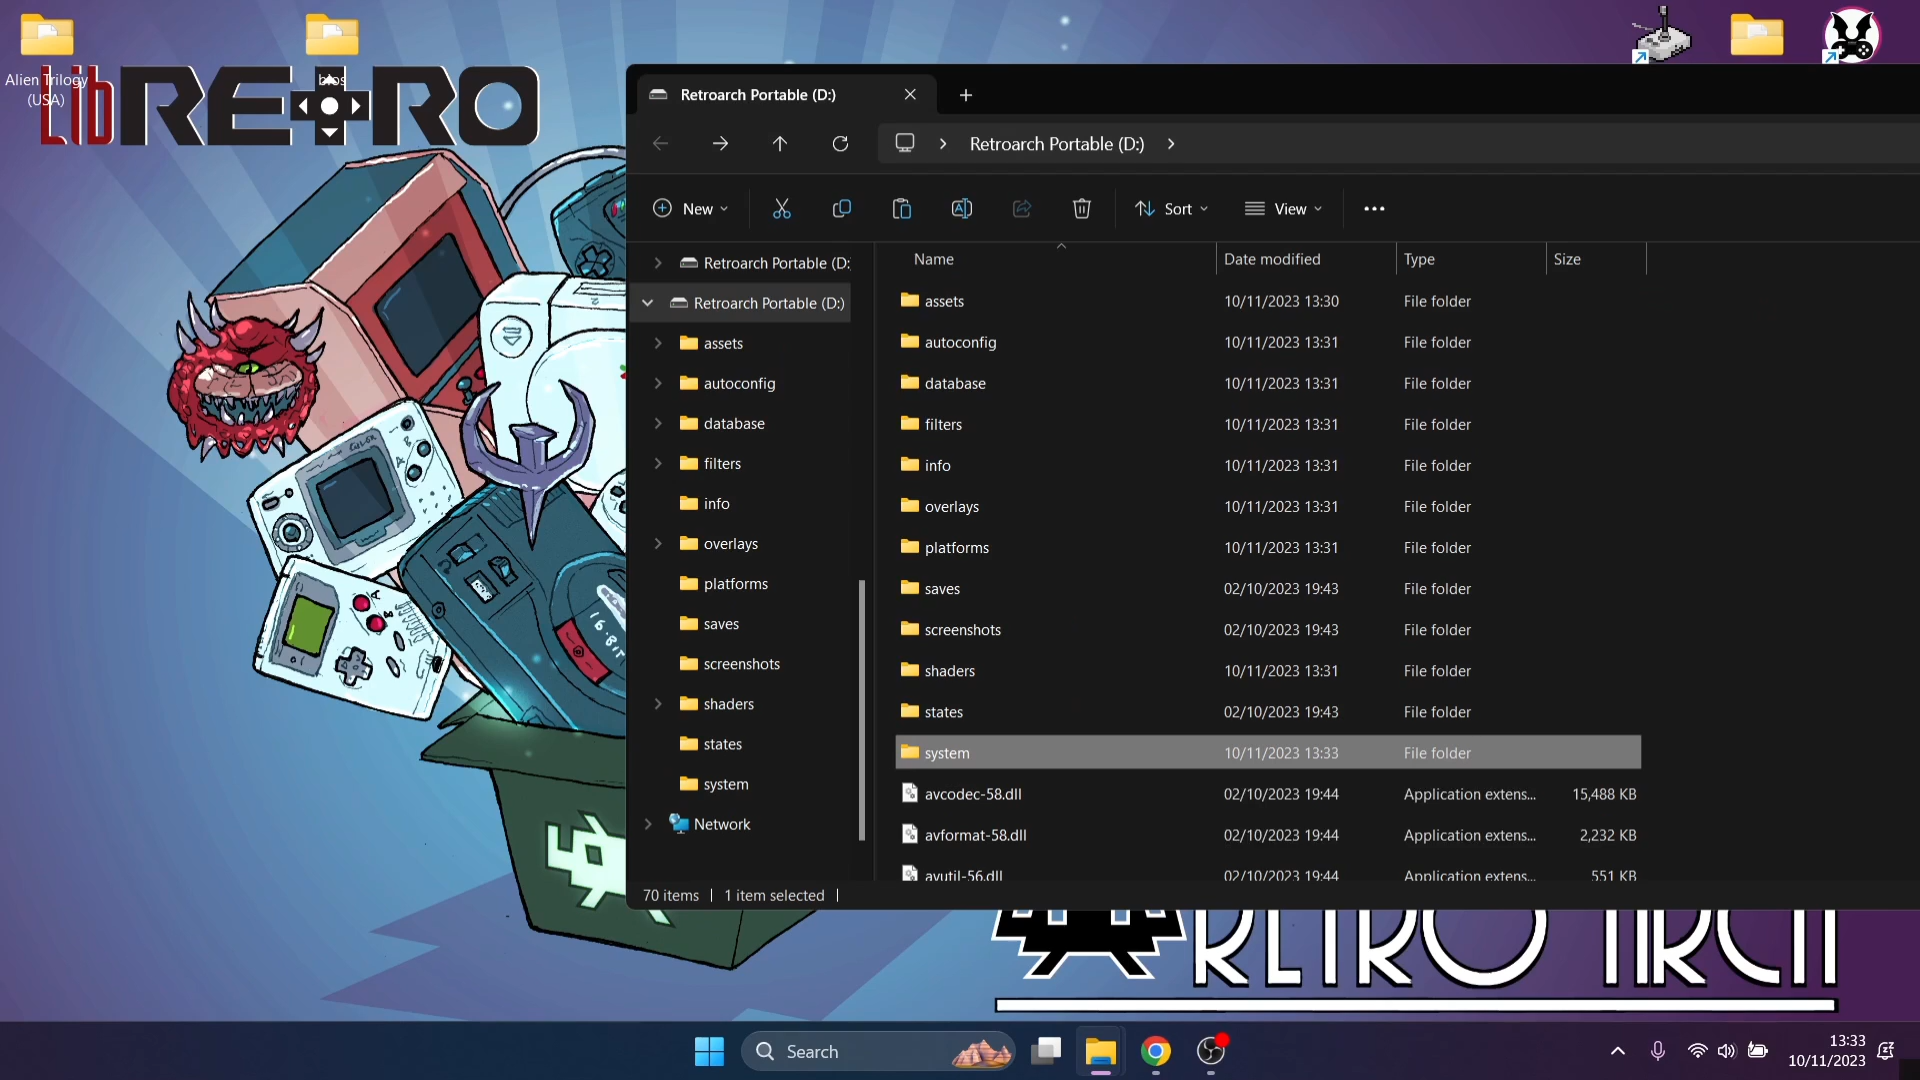 Alien Trilogy
(USA)
bios
libRETRO
Retroarch Portable (D:)
Retroarch Portable (D:)
New
Sort
View
Name
Date modified
Type
Size
Retroarch Portable (D:
Retroarch Portable (D:)
assets
autoconfig
database
filters
info
overlays
platforms
saves
screenshots
shaders
states
system
Network
assets 10/11/2023 13:30 File folder
autoconfig 10/11/2023 13:31 File folder
database 10/11/2023 13:31 File folder
filters 10/11/2023 13:31 File folder
info 10/11/2023 13:31 File folder
overlays 10/11/2023 13:31 File folder
platforms 10/11/2023 13:31 File folder
saves 02/10/2023 19:43 File folder
screenshots 02/10/2023 19:43 File folder
shaders 10/11/2023 13:31 File folder
states 02/10/2023 19:43 File folder
system 10/11/2023 13:33 File folder
avcodec-58.dll 02/10/2023 19:44 Application extens... 15,488 KB
avformat-58.dll 02/10/2023 19:44 Application extens... 2,232 KB
avutil-56.dll 02/10/2023 19:44 Application extens... 551 KB
70 items
1 item selected
16-BIT
RETRO ARCH
Search
13:33
10/11/2023